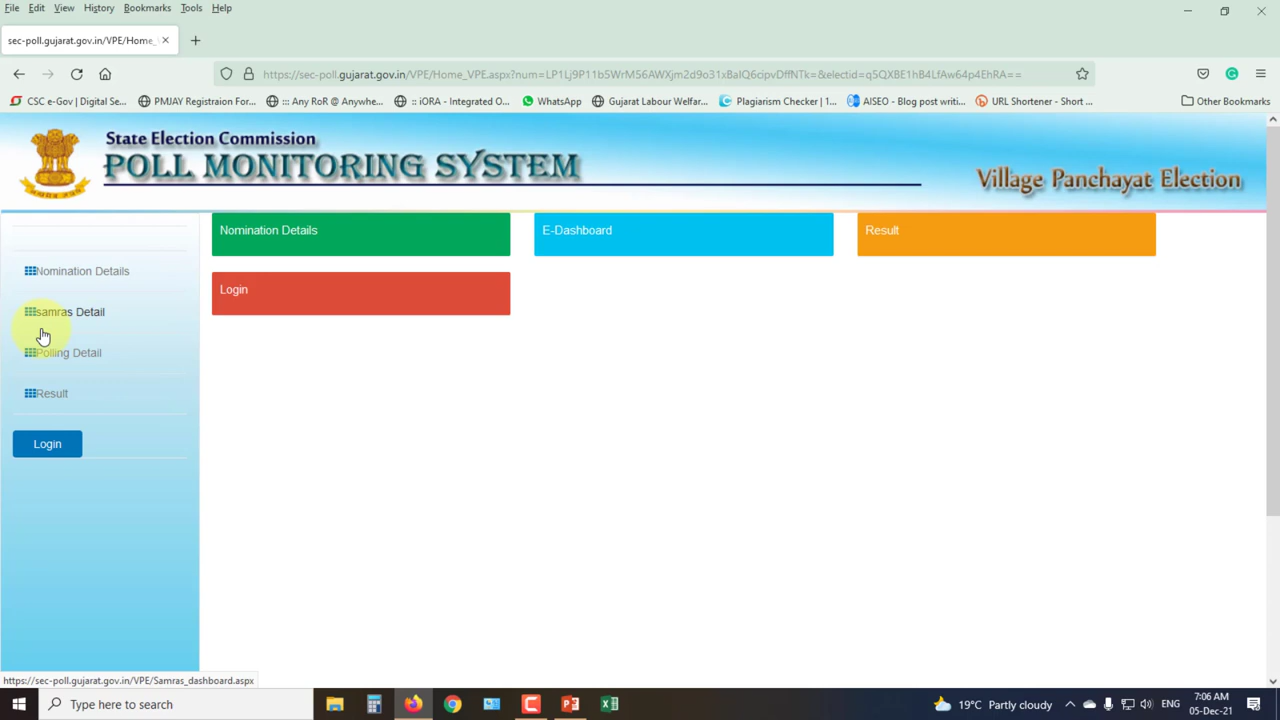 File Edit View History Bookmarks Tools Help
sec-poll.gujarat.gov.in/VPE/Home_
https://sec-poll.gujarat.gov.in/VPE/Home_VPE.aspx?num=LP1Lj9P11b5WrM56AWXjm2d9o31xBaIQ6cipvDffNTk=&electid=q5QXBE1hB4LfAw64p4EhRA==
CSC e-Gov | Digital Se... PMJAY Registraion For... ::: Any RoR @ Anywhe... :: iORA - Integrated O... WhatsApp Gujarat Labour Welfar... Plagiarism Checker | 1... AISEO - Blog post writi... URL Shortener - Short ... Other Bookmarks
State Election Commission
POLL MONITORING SYSTEM
Village Panchayat Election
Nomination Details E-Dashboard Result
Login
Nomination Details
samras Detail
Polling Detail
Result
Login
https://sec-poll.gujarat.gov.in/VPE/Samras_dashboard.aspx
Type here to search
19°C Partly cloudy
ENG
7:06 AM
05-Dec-21